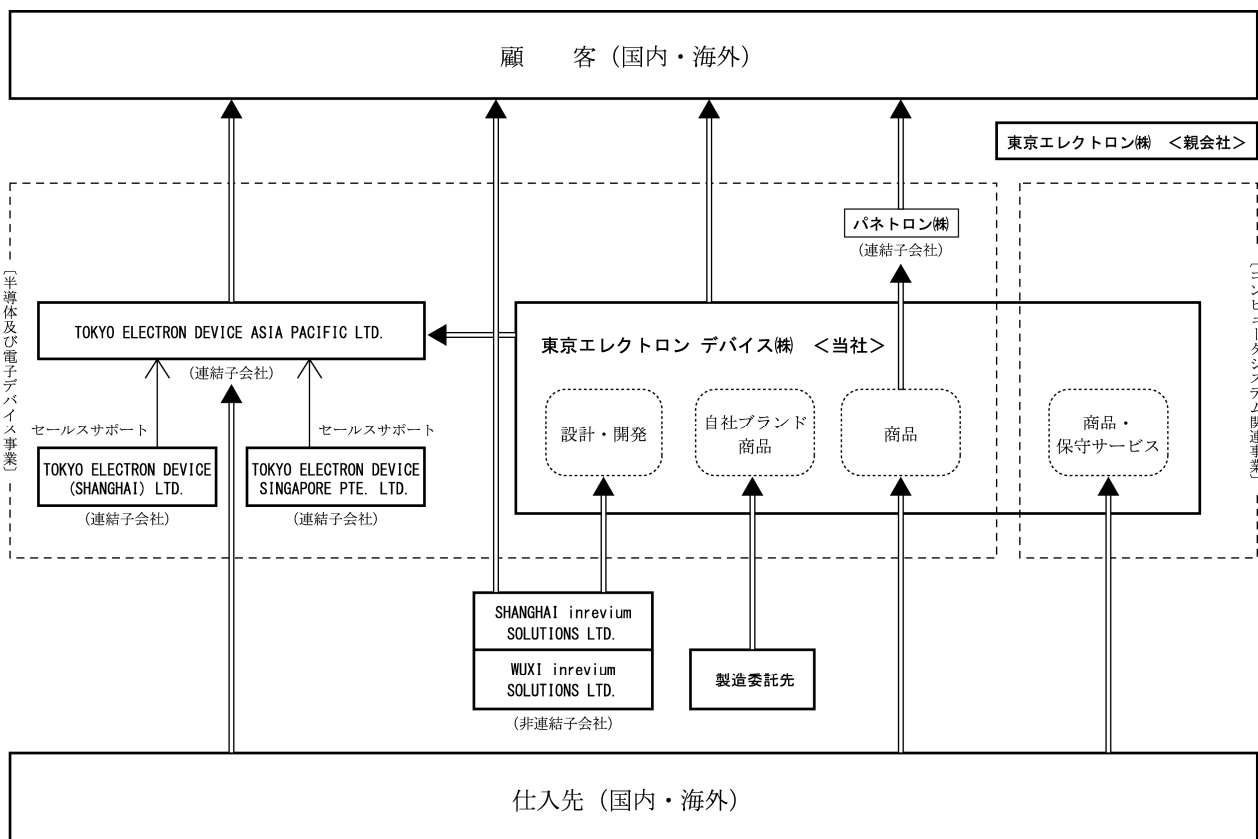 顧　客（国内・海外）
東京エレクトロン㈱　＜親会社＞
パネトロン㈱
（連結子会社）
〔半導体及び電子デバイス事業〕
〔コンピュータシステム関連事業〕
TOKYO ELECTRON DEVICE ASIA PACIFIC LTD.
（連結子会社）
東京エレクトロン デバイス㈱　＜当社＞
設計・開発
自社ブランド
商品
商品
商品・
保守サービス
セールスサポート
セールスサポート
TOKYO ELECTRON DEVICE
(SHANGHAI) LTD.
（連結子会社）
TOKYO ELECTRON DEVICE
SINGAPORE PTE. LTD.
（連結子会社）
SHANGHAI inrevium
SOLUTIONS LTD.
WUXI inrevium
SOLUTIONS LTD.
（非連結子会社）
製造委託先
仕入先（国内・海外）